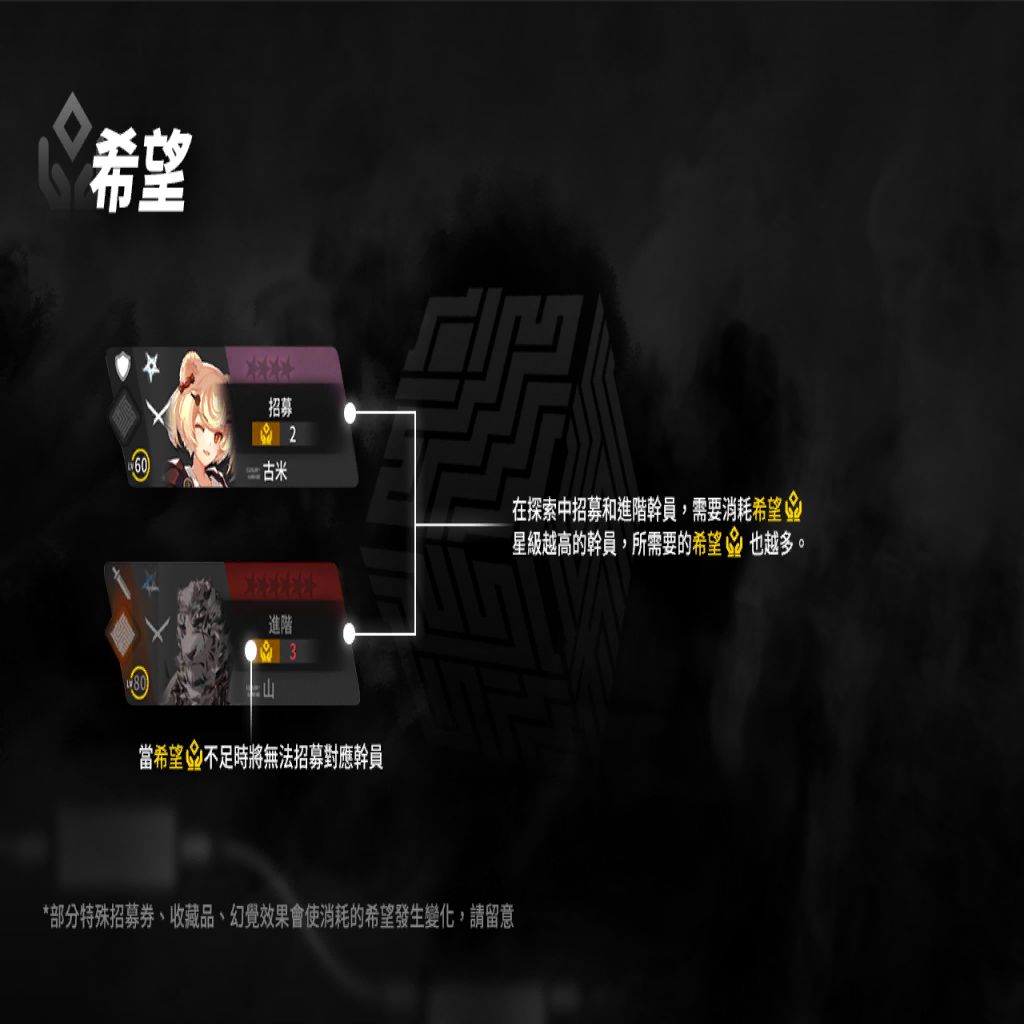 希望
招募
2
LV 60
古米
在探索中招募和進階幹員，需要消耗希望
星級越高的幹員，所需要的希望 也越多。
進階
3
LV 80
山
當希望不足時將無法招募對應幹員
*部分特殊招募券、收藏品、幻覺效果會使消耗的希望發生變化，請留意